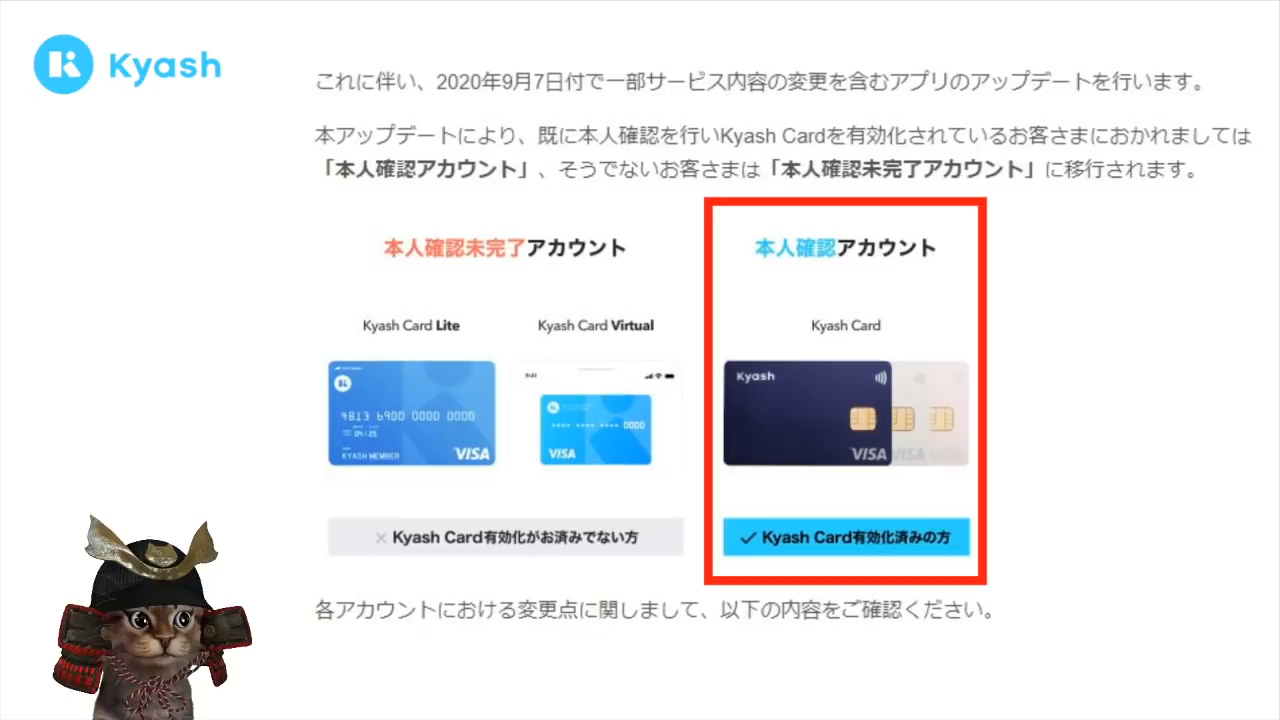 Kyash
これに伴い、2020年9月7日付で一部サービス内容の変更を含むアプリのアップデートを行います。
本アップデートにより、既に本人確認を行いKyash Cardを有効化されているお客さまにおかれましては
「本人確認アカウント」、そうでないお客さまは「本人確認未完了アカウント」に移行されます。
本人確認未完了アカウント
本人確認アカウント
Kyash Card Lite
Kyash Card Virtual
Kyash Card
4813 6900 0000 0000
04/25
KYASH MEMBER
VISA
9:41
0000
VISA
Kyash
VISA
VISA
× Kyash Card有効化がお済みでない方
✓ Kyash Card有効化済みの方
各アカウントにおける変更点に関しまして、以下の内容をご確認ください。